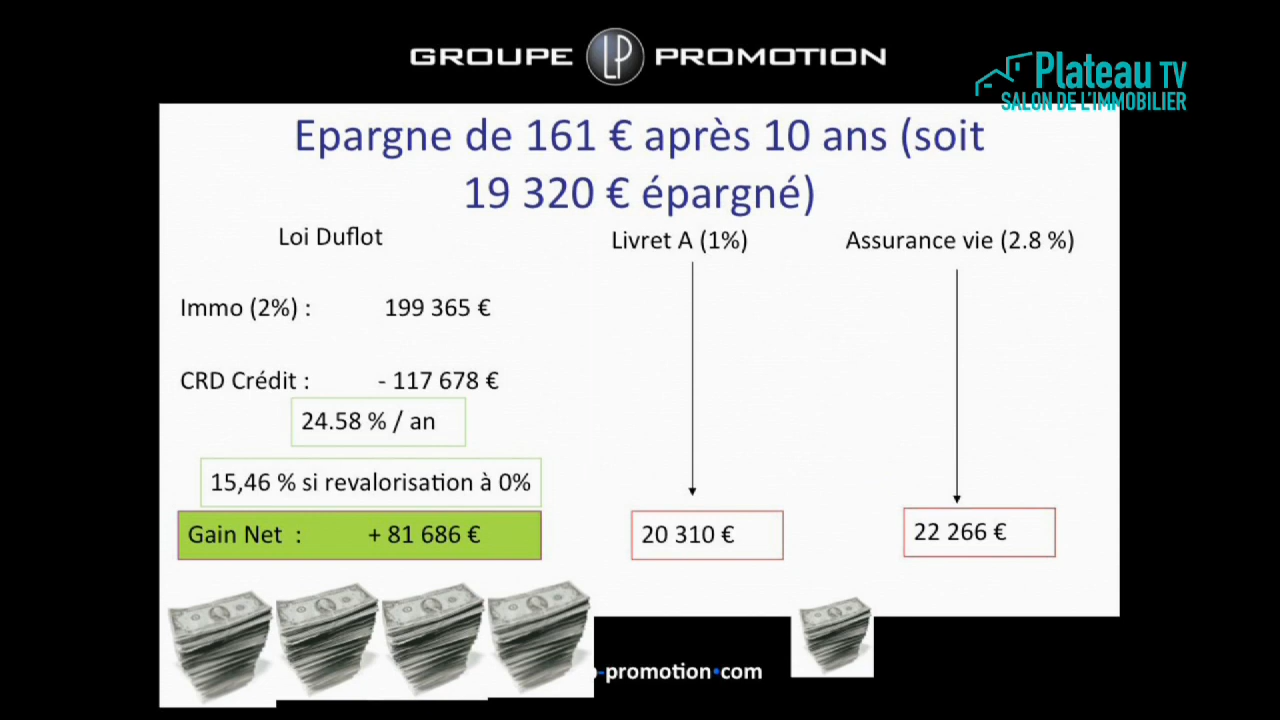 GROUPE LP PROMOTION
Plateau TV
SALON DE L'IMMOBILIER
Epargne de 161 € après 10 ans (soit
19 320 € épargné)
Loi Duflot
Livret A (1%)
Assurance vie (2.8 %)
Immo (2%) : 199 365 €
CRD Crédit : - 117 678 €
24.58 % / an
15,46 % si revalorisation à 0%
Gain Net : + 81 686 €
20 310 €
22 266 €
-promotion•com